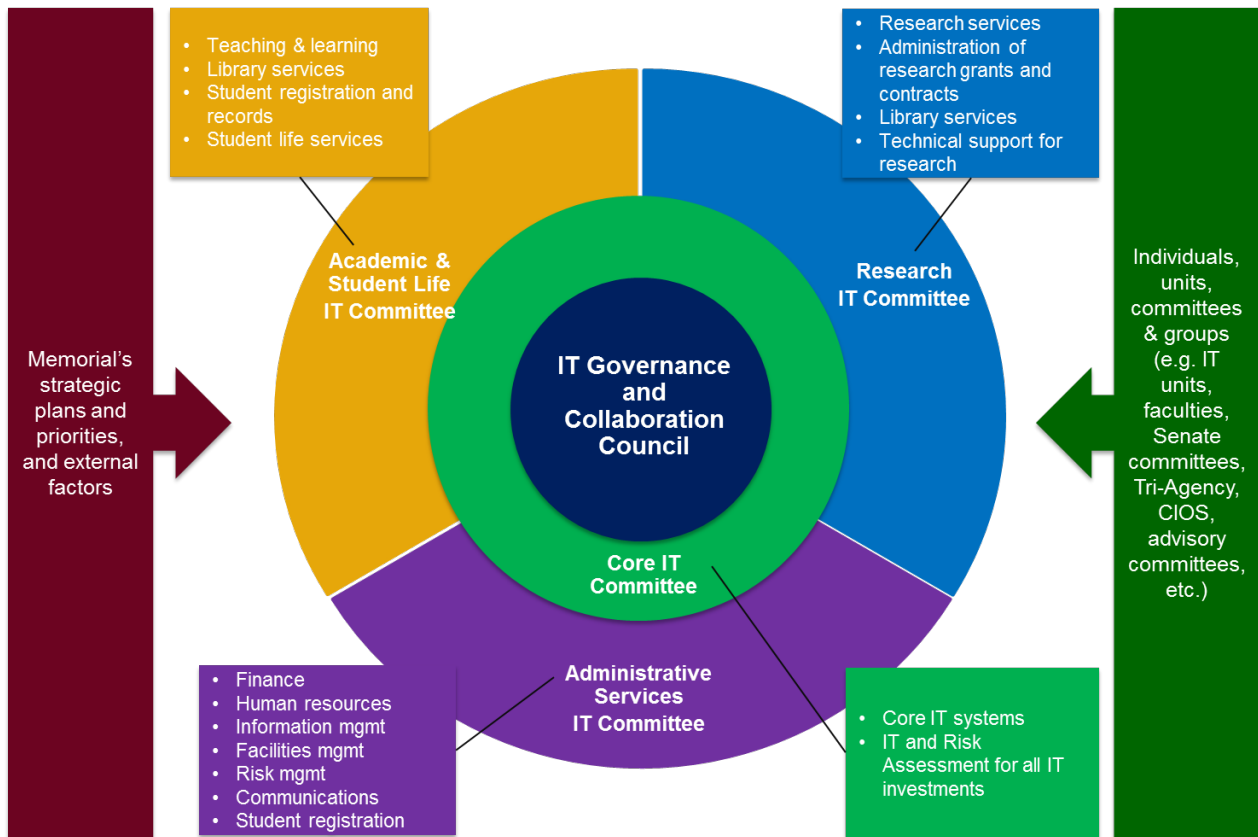 • Teaching & learning
• Library services
• Student registration and
records
• Student life services
• Research services
• Administration of
research grants and
contracts
• Library services
• Technical support for
research
Memorial's
strategic
plans and
priorities,
and external
factors
Academic &
Student Life
IT Committee
Research
IT Committee
IT Governance
and
Collaboration
Council
Core IT
Committee
Administrative
Services
IT Committee
Individuals,
units,
committees
& groups
(e.g. IT
units,
faculties,
Senate
committees,
Tri-Agency,
CIOS,
advisory
committees,
etc.)
• Finance
• Human resources
• Information mgmt
• Facilities mgmt
• Risk mgmt
• Communications
• Student registration
• Core IT systems
• IT and Risk
Assessment for all IT
investments